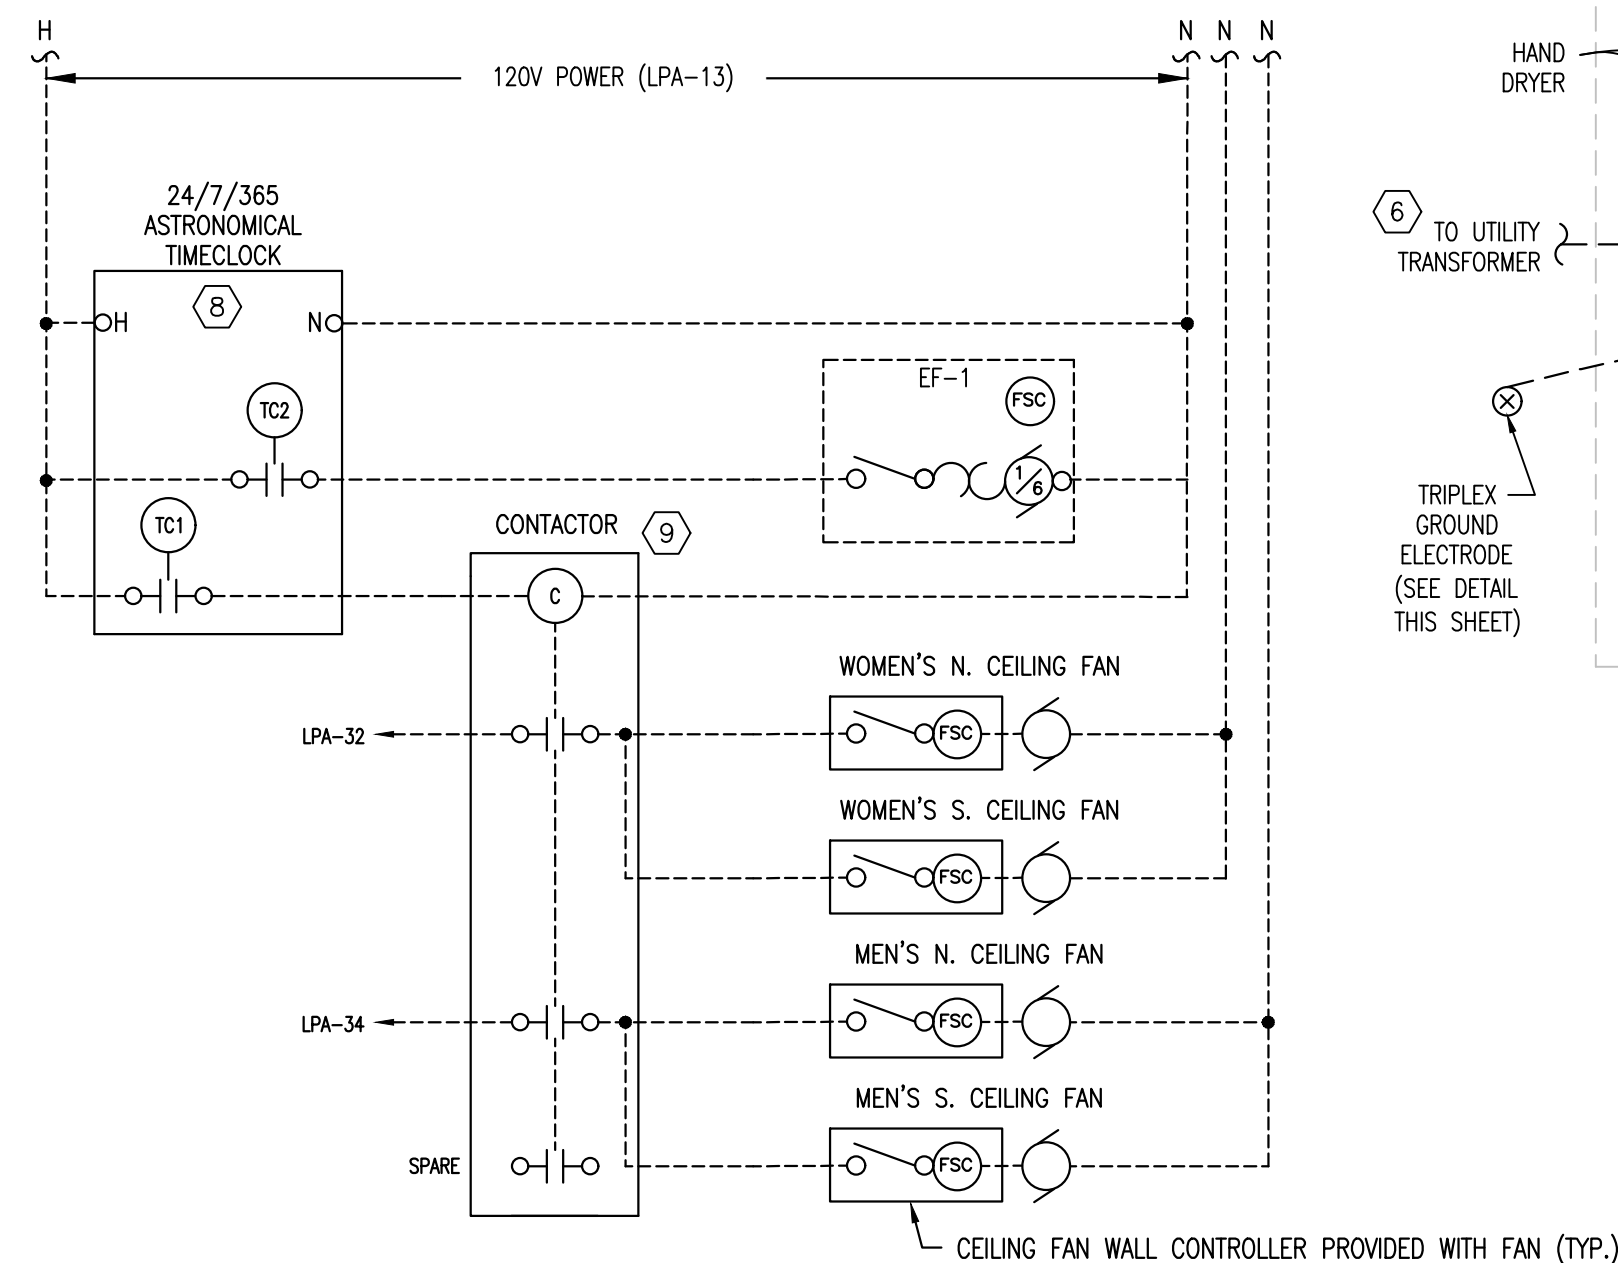 H
N N N
120V POWER (LPA-13)
24/7/365
ASTRONOMICAL
TIMECLOCK
8
H
N
TC2
TC1
EF-1
FSC
1/6
CONTACTOR
9
C
WOMEN'S N. CEILING FAN
LPA-32
FSC
WOMEN'S S. CEILING FAN
FSC
MEN'S N. CEILING FAN
LPA-34
FSC
MEN'S S. CEILING FAN
SPARE
FSC
CEILING FAN WALL CONTROLLER PROVIDED WITH FAN (TYP.)
HAND
DRYER
6
TO UTILITY
TRANSFORMER
TRIPLEX
GROUND
ELECTRODE
(SEE DETAIL
THIS SHEET)